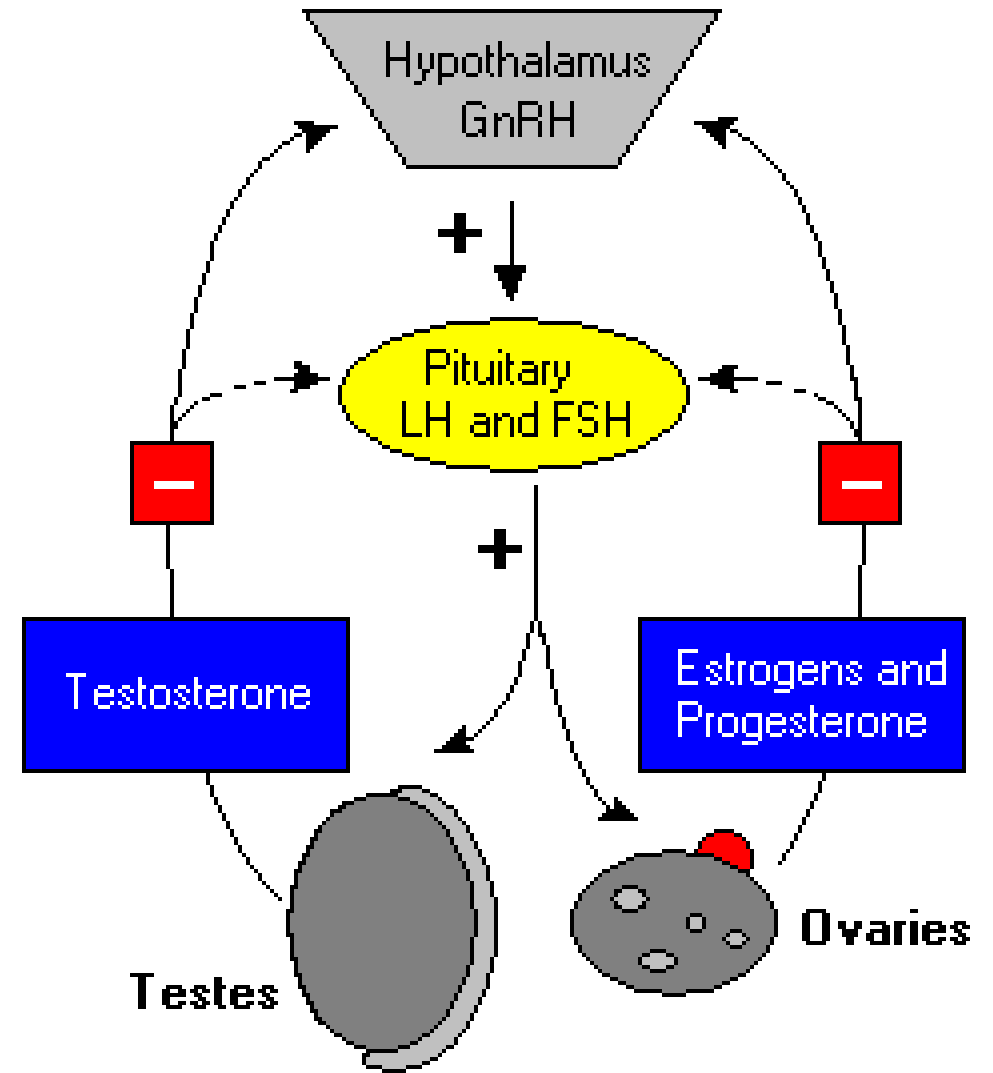 Hypothalamus
GnRH
+
Pituitary
LH and FSH
−
−
+
Testosterone
Estrogens and
Progesterone
Ovaries
Testes